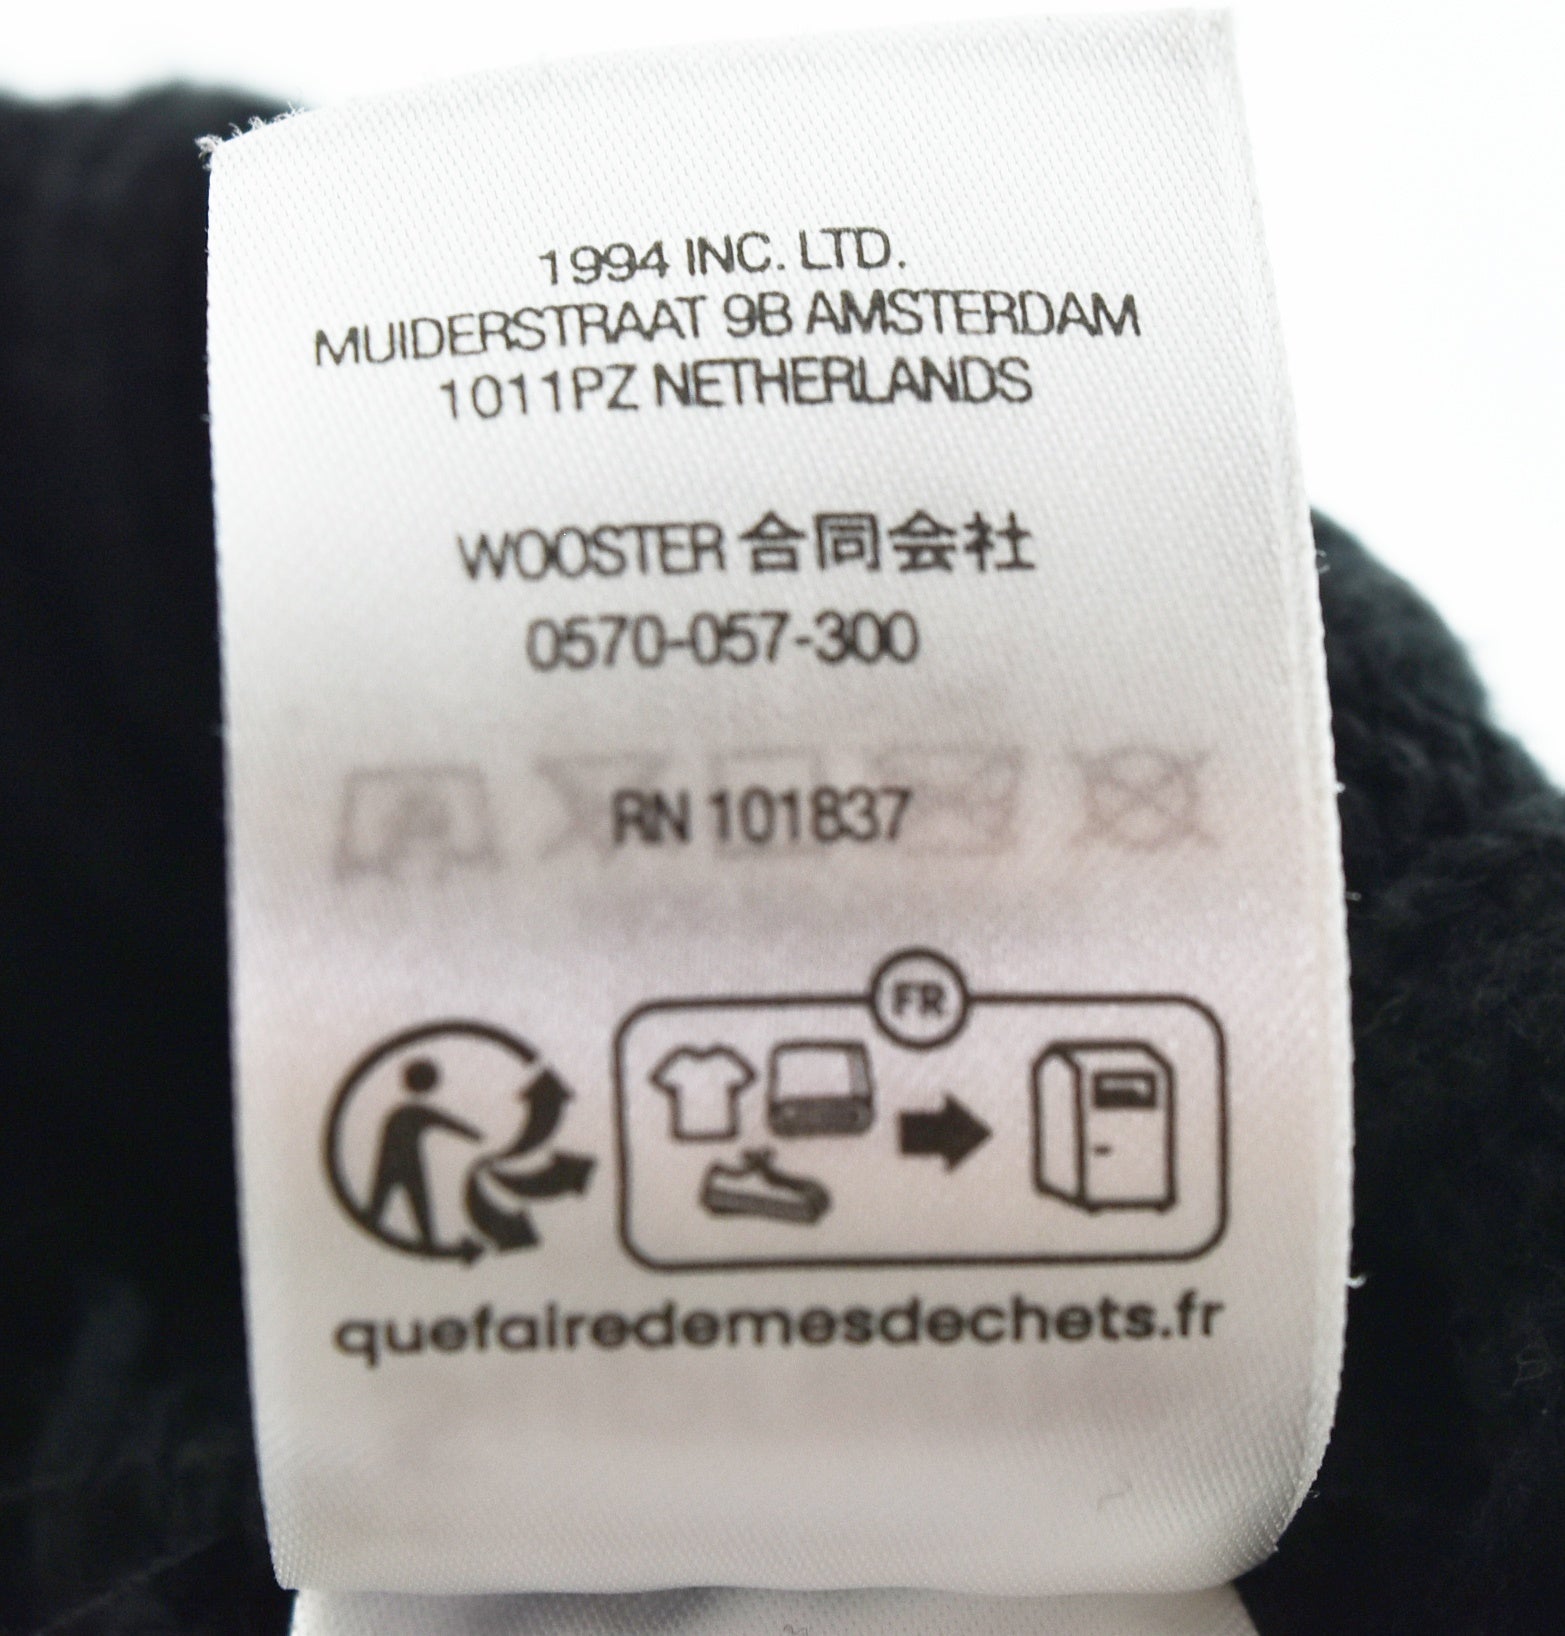 1994 INC. LTD.
MUIDERSTRAAT 9B AMSTERDAM
1011PZ NETHERLANDS
WOOSTER 合同会社
0570-057-300
RN 101837
FR
quefairedemesdechets.fr